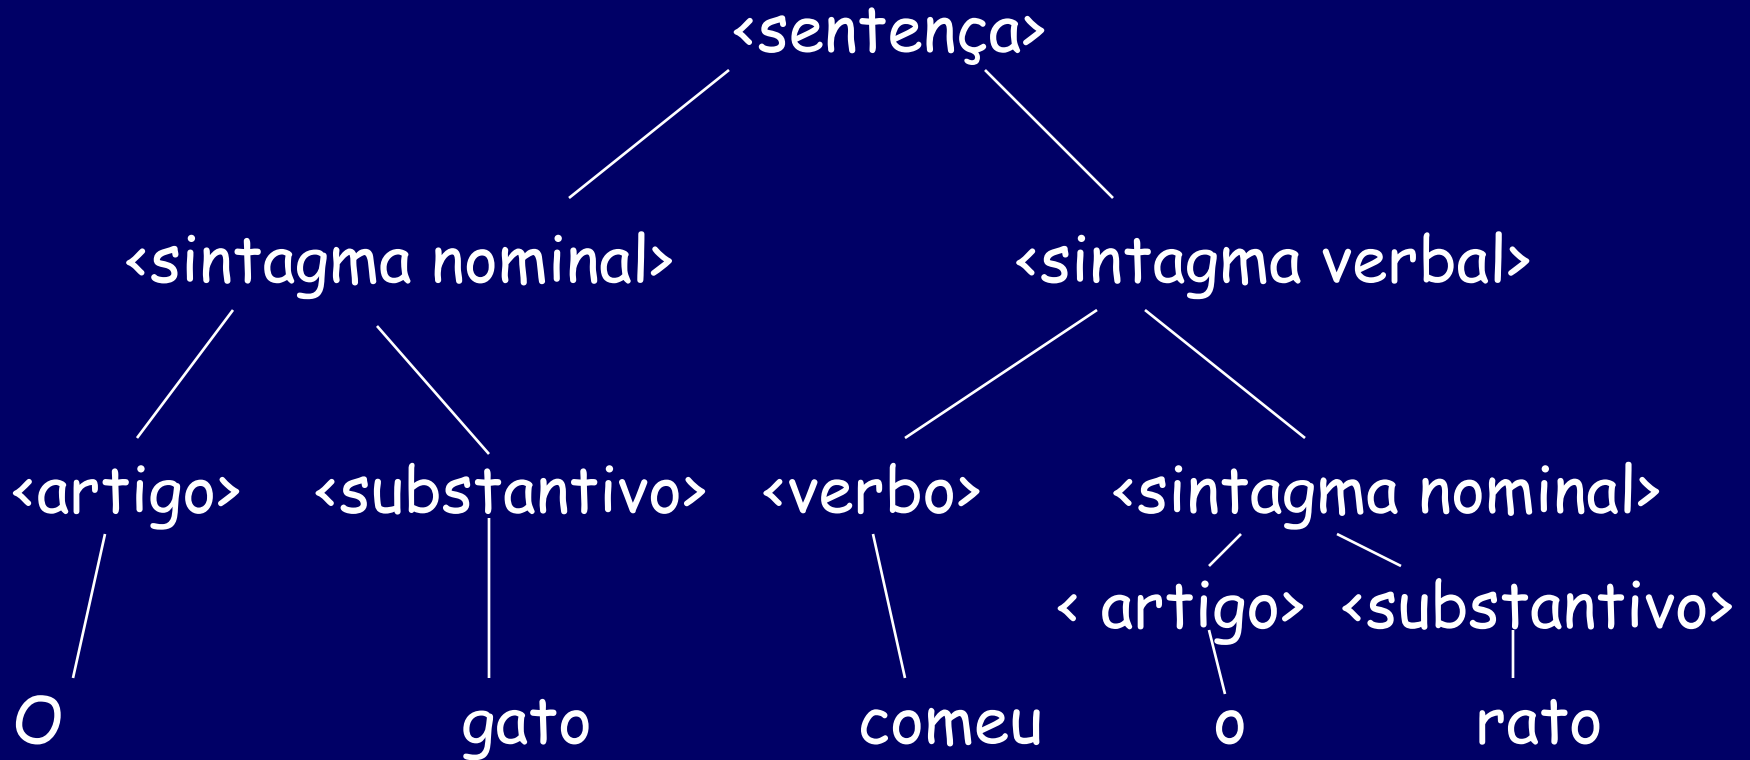 <sentença>
<sintagma nominal> <sintagma verbal>
<artigo> <substantivo> <verbo> <sintagma nominal>
< artigo> <substantivo>
O gato comeu o rato